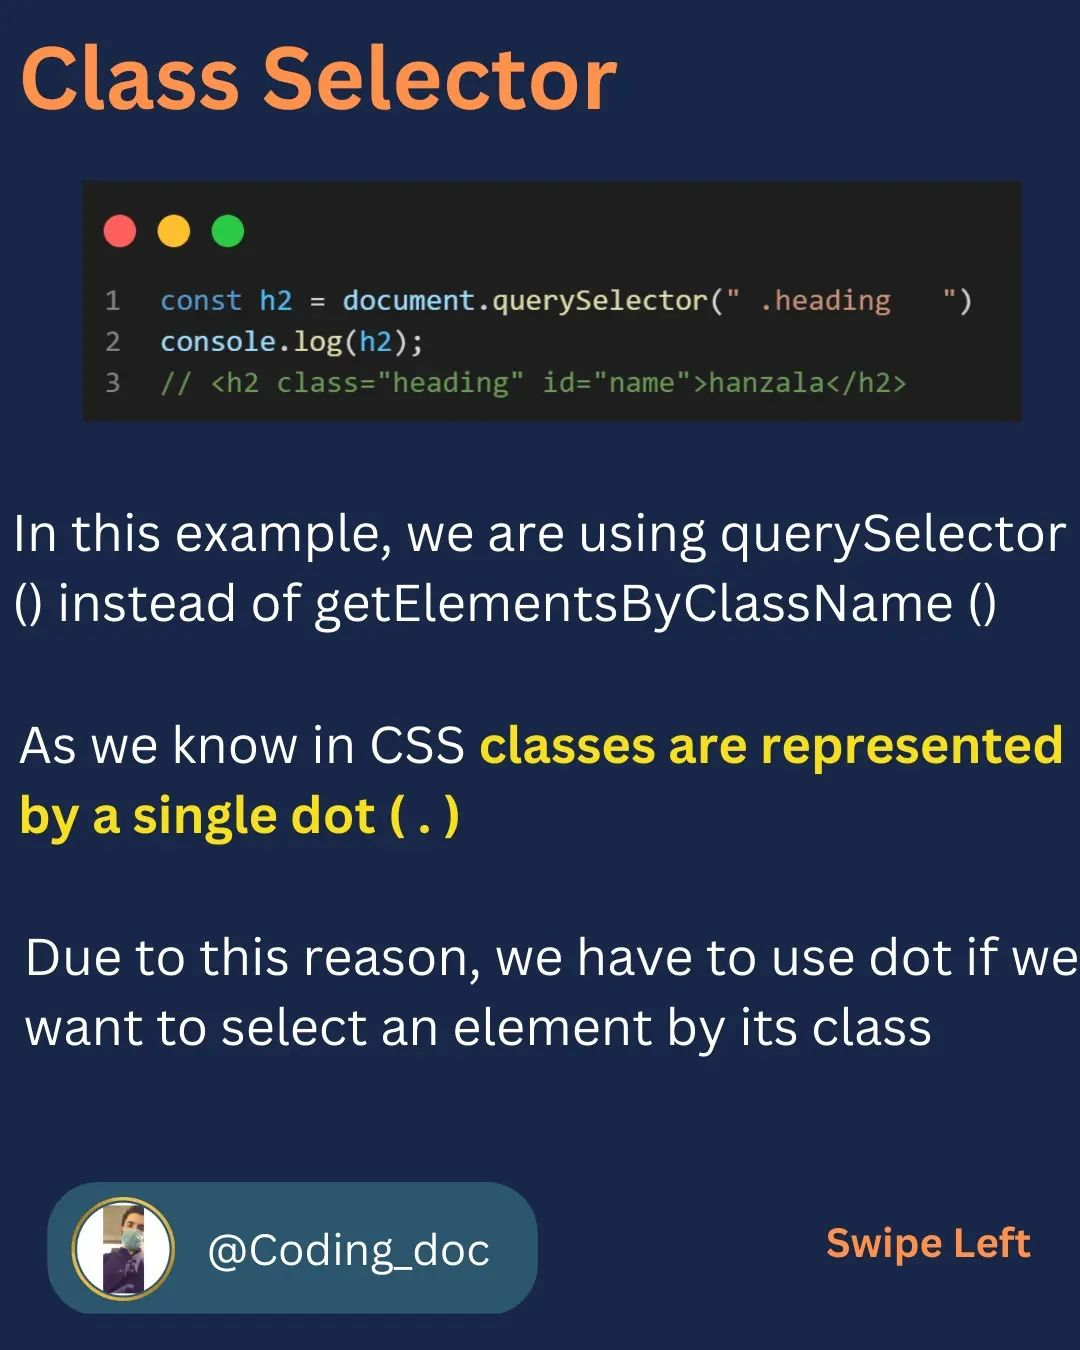 Class Selector
1 const h2 = document.querySelector(" .heading   ")
2 console.log(h2);
3 // <h2 class="heading" id="name">hanzala</h2>
In this example, we are using querySelector
() instead of getElementsByClassName ()
As we know in CSS classes are represented
by a single dot ( . )
Due to this reason, we have to use dot if we
want to select an element by its class
@Coding_doc
Swipe Left